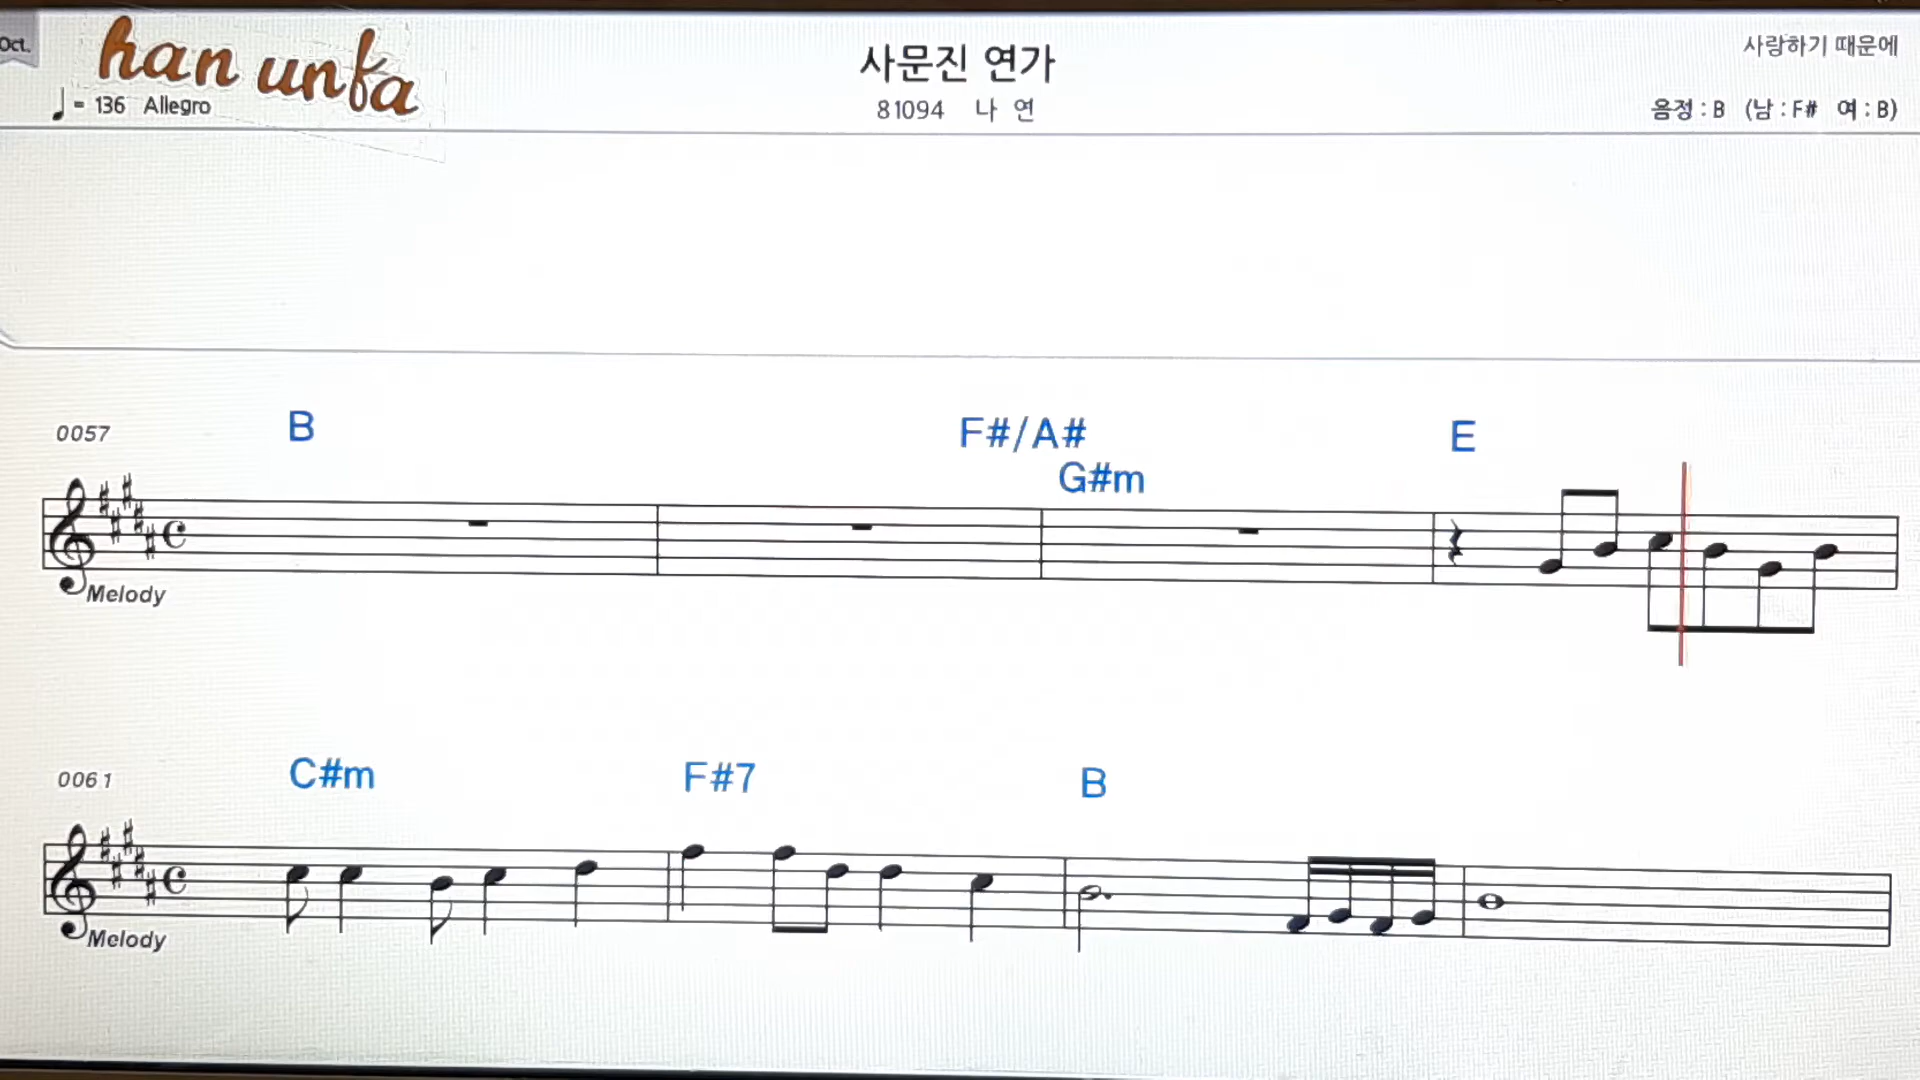 Oct.
han unfa
♩= 136 Allegro
사문진 연가
81094 나 연
사랑하기 때문에
음정 : B (남 : F# 여 : B)
0057
B
F#/A#
G#m
E
Melody
0061
C#m
F#7
B
Melody